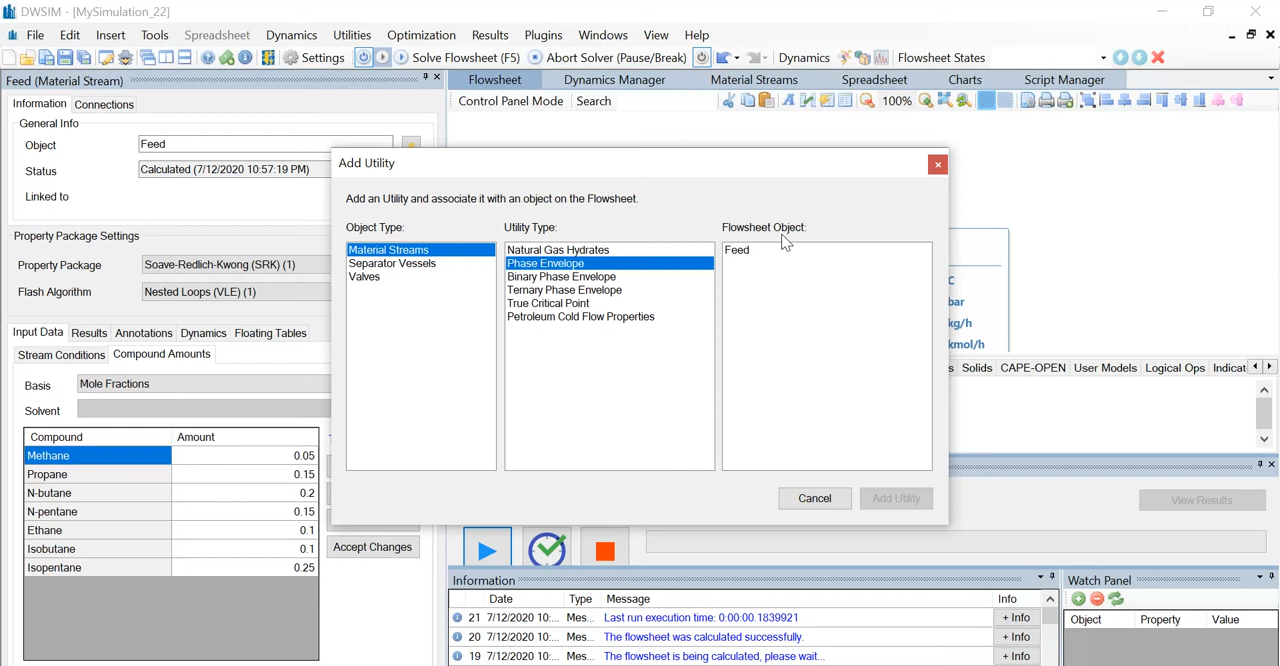 DWSIM - [MySimulation_22]
File Edit Insert Tools Spreadsheet Dynamics Utilities Optimization Results Plugins Windows View Help
Settings Solve Flowsheet (F5) Abort Solver (Pause/Break) Dynamics Flowsheet States
Feed (Material Stream)
Flowsheet Dynamics Manager Material Streams Spreadsheet Charts Script Manager
Information Connections
Control Panel Mode Search 100%
General Info
Object Feed
Status Calculated (7/12/2020 10:57:19 PM)
Linked to
Property Package Settings
Property Package Soave-Redlich-Kwong (SRK) (1)
Flash Algorithm Nested Loops (VLE) (1)
Input Data Results Annotations Dynamics Floating Tables
Stream Conditions Compound Amounts
Basis Mole Fractions
Solvent
Compound Amount
Methane 0.05
Propane 0.15
N-butane 0.2
N-pentane 0.15
Ethane 0.1
Isobutane 0.1
Isopentane 0.25
Accept Changes
Add Utility
Add an Utility and associate it with an object on the Flowsheet.
Object Type: Utility Type: Flowsheet Object:
Material Streams
Separator Vessels
Valves
Natural Gas Hydrates
Phase Envelope
Binary Phase Envelope
Ternary Phase Envelope
True Critical Point
Petroleum Cold Flow Properties
Feed
Cancel Add Utility
C
bar
kg/h
kmol/h
s Solids CAPE-OPEN User Models Logical Ops Indicat
View Results
Information
Date Type Message Info
21 7/12/2020 10:... Mes... Last run execution time: 0:00:00.1839921 + Info
20 7/12/2020 10:... Mes... The flowsheet was calculated successfully. + Info
19 7/12/2020 10:... Mes... The flowsheet is being calculated, please wait... + Info
Watch Panel
Object Property Value